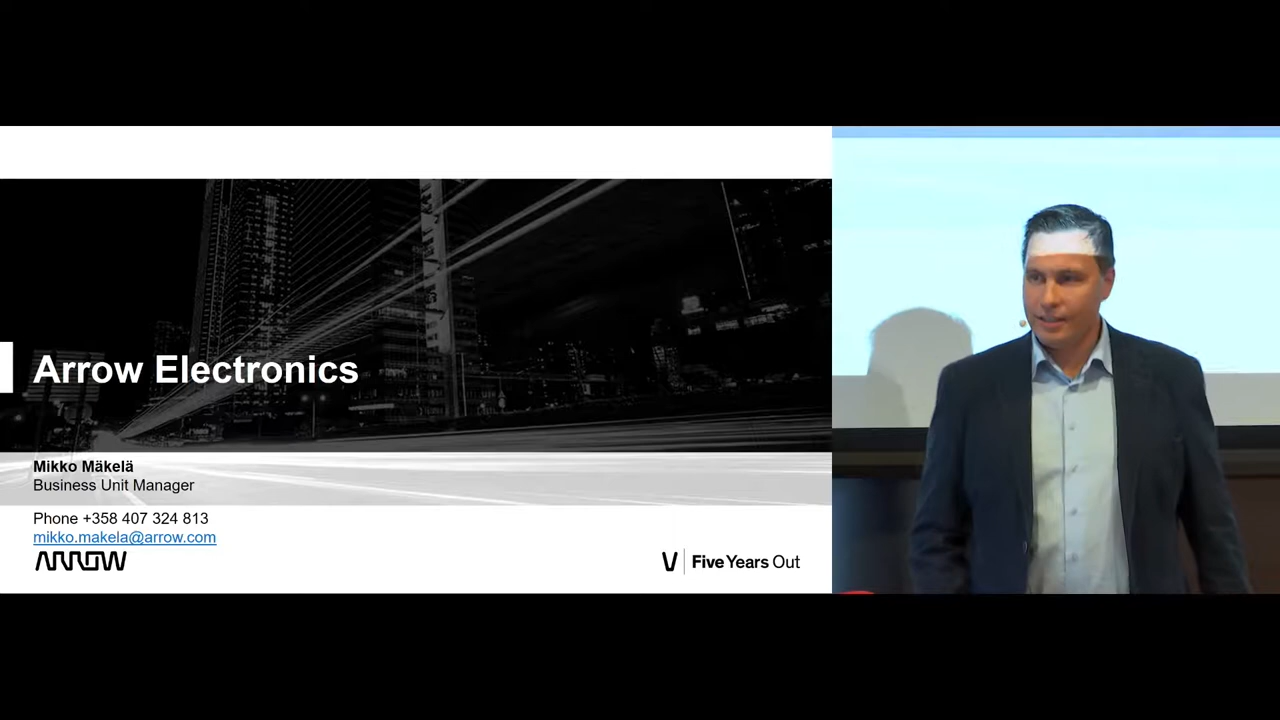 Arrow Electronics
Mikko Mäkelä
Business Unit Manager
Phone +358 407 324 813
mikko.makela@arrow.com
ARROW
Five Years Out